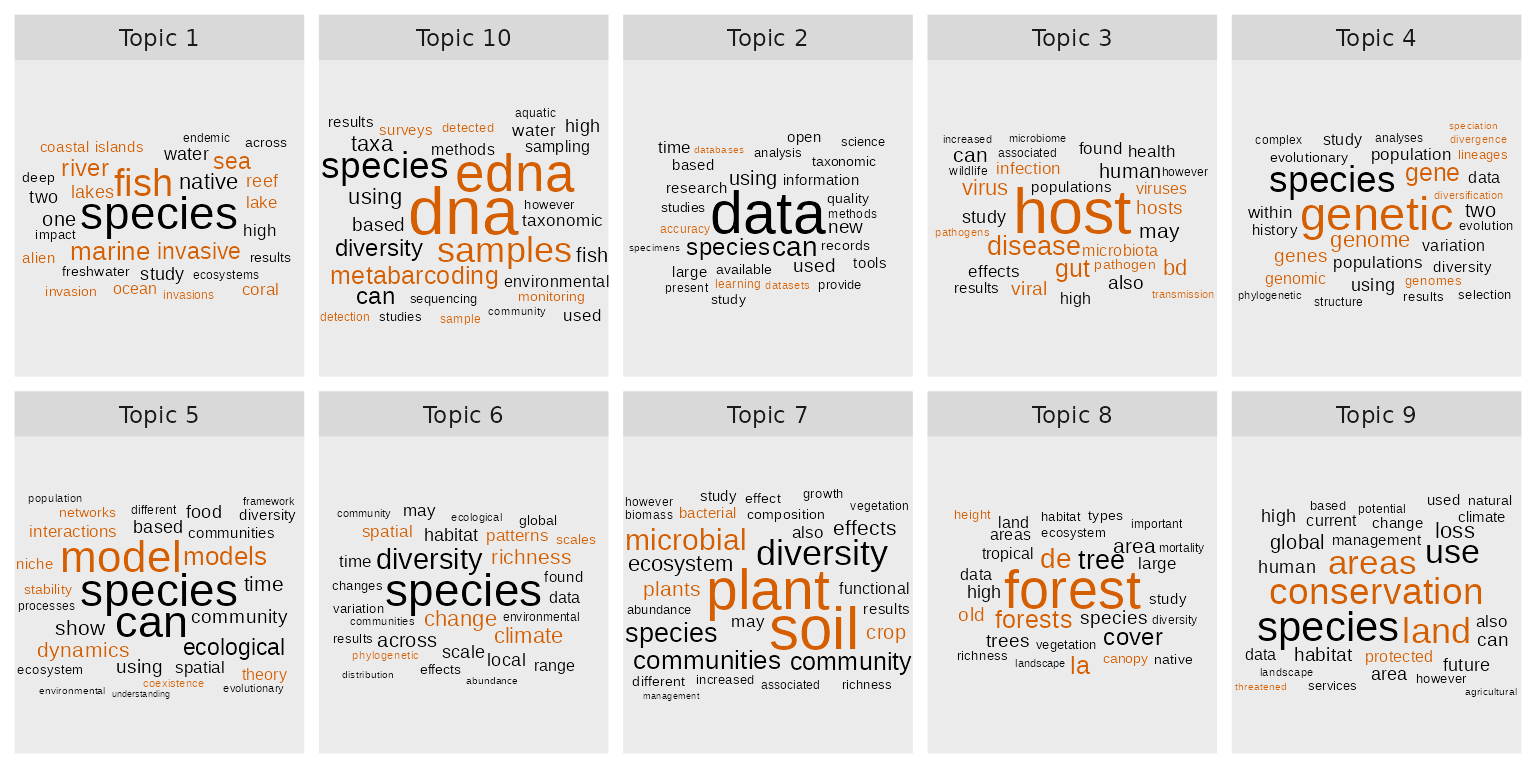 Topic 1
endemic
across
coastal islands
water
sea
river
deep
fish
native
reef
two
lakes
lake
one
species
high
impact
marine
invasive
alien
results
freshwater
study
ecosystems
invasion
ocean
invasions
coral
Topic 10
aquatic
results
surveys
detected
water
high
taxa
methods
sampling
species
edna
using
dna
however
based
taxonomic
diversity
samples
fish
metabarcoding
environmental
can
sequencing
monitoring
detection
studies
sample
community
used
Topic 2
open
science
time
databases
analysis
taxonomic
based
research
using
information
studies
data
quality
methods
accuracy
new
specimens
species
can
records
large
available
used
tools
present
learning
datasets
provide
study
Topic 3
increased
microbiome
can
associated
found
health
wildlife
infection
human
however
virus
populations
viruses
study
host
hosts
pathogens
may
disease
microbiota
effects
gut
pathogen
bd
results
viral
also
high
transmission
Topic 4
speciation
complex
study
analyses
divergence
evolutionary
population
lineages
species
gene
data
diversification
within
genetic
two
history
evolution
genome
variation
genes
populations
diversity
genomic
using
genomes
phylogenetic
structure
results
selection
Topic 5
population
networks
different
food
framework
diversity
interactions
based
communities
niche
model
models
stability
species
time
processes
show
can
community
dynamics
ecological
ecosystem
using
spatial
theory
coexistence
environmental
understanding
evolutionary
Topic 6
community
may
ecological
global
spatial
habitat
patterns
scales
time
diversity
richness
changes
species
found
data
variation
communities
change
environmental
results
across
climate
phylogenetic
scale
local
range
distribution
effects
abundance
Topic 7
however
study
effect
growth
vegetation
biomass
bacterial
composition
microbial
also
effects
ecosystem
diversity
plants
plant
functional
abundance
may
soil
results
species
crop
communities
community
different
increased
associated
richness
management
Topic 8
height
land
habitat
types
important
areas
ecosystem
tropical
de
tree
area
mortality
data
large
high
forest
study
old
forests
species
diversity
trees
vegetation
cover
richness
landscape
la
canopy
native
Topic 9
based
potential
used
natural
high
current
change
climate
global
management
loss
human
areas
use
conservation
species
land
also
can
data
habitat
protected
future
landscape
area
however
threatened
services
agricultural